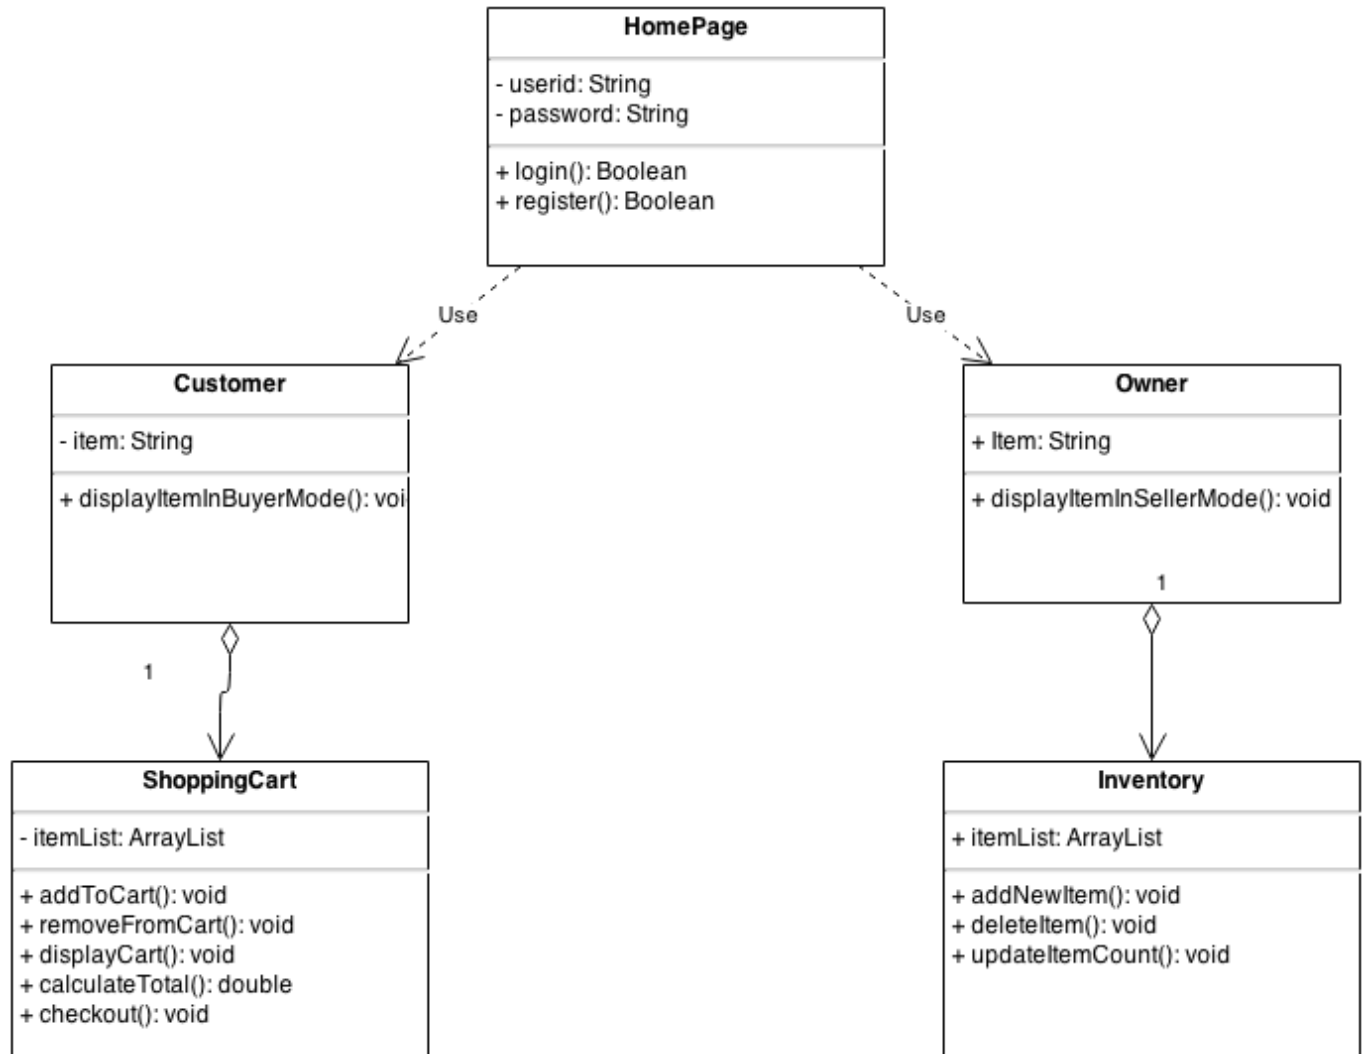 HomePage
- userid: String
- password: String
+ login(): Boolean
+ register(): Boolean
Use
Use
Customer
- item: String
+ displayItemInBuyerMode(): voi
Owner
+ Item: String
+ displayItemInSellerMode(): void
1
1
ShoppingCart
- itemList: ArrayList
+ addToCart(): void
+ removeFromCart(): void
+ displayCart(): void
+ calculateTotal(): double
+ checkout(): void
Inventory
+ itemList: ArrayList
+ addNewItem(): void
+ deleteItem(): void
+ updateItemCount(): void